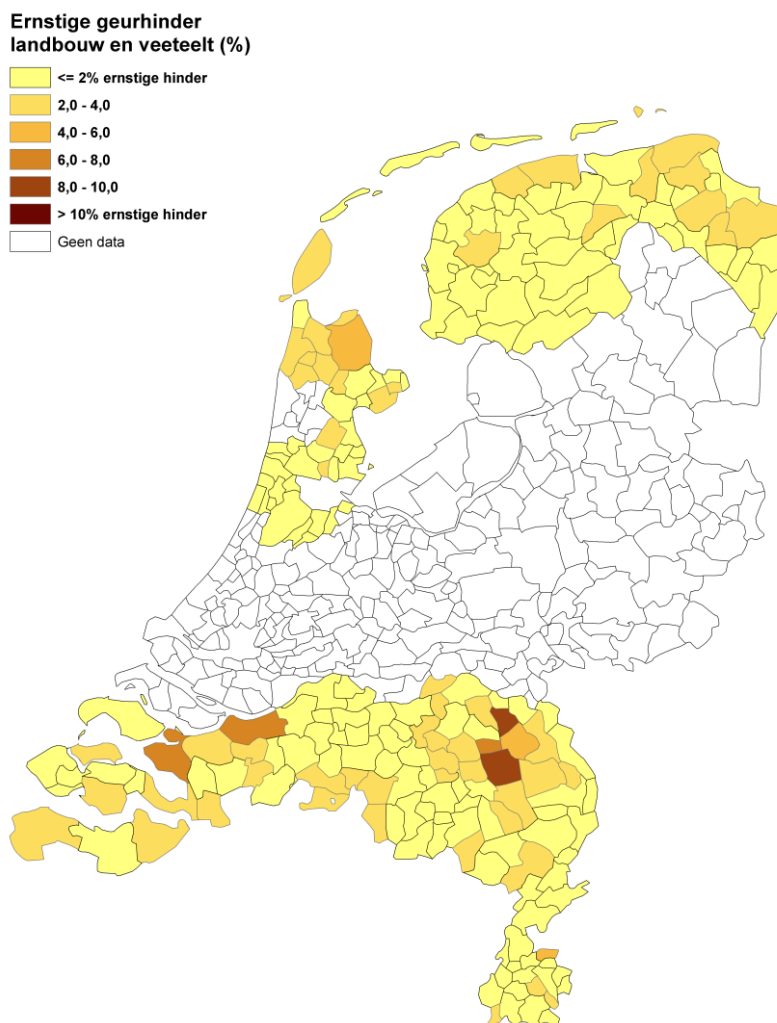 Ernstige geurhinder
landbouw en veeteelt (%)
<= 2% ernstige hinder
2,0 - 4,0
4,0 - 6,0
6,0 - 8,0
8,0 - 10,0
> 10% ernstige hinder
Geen data